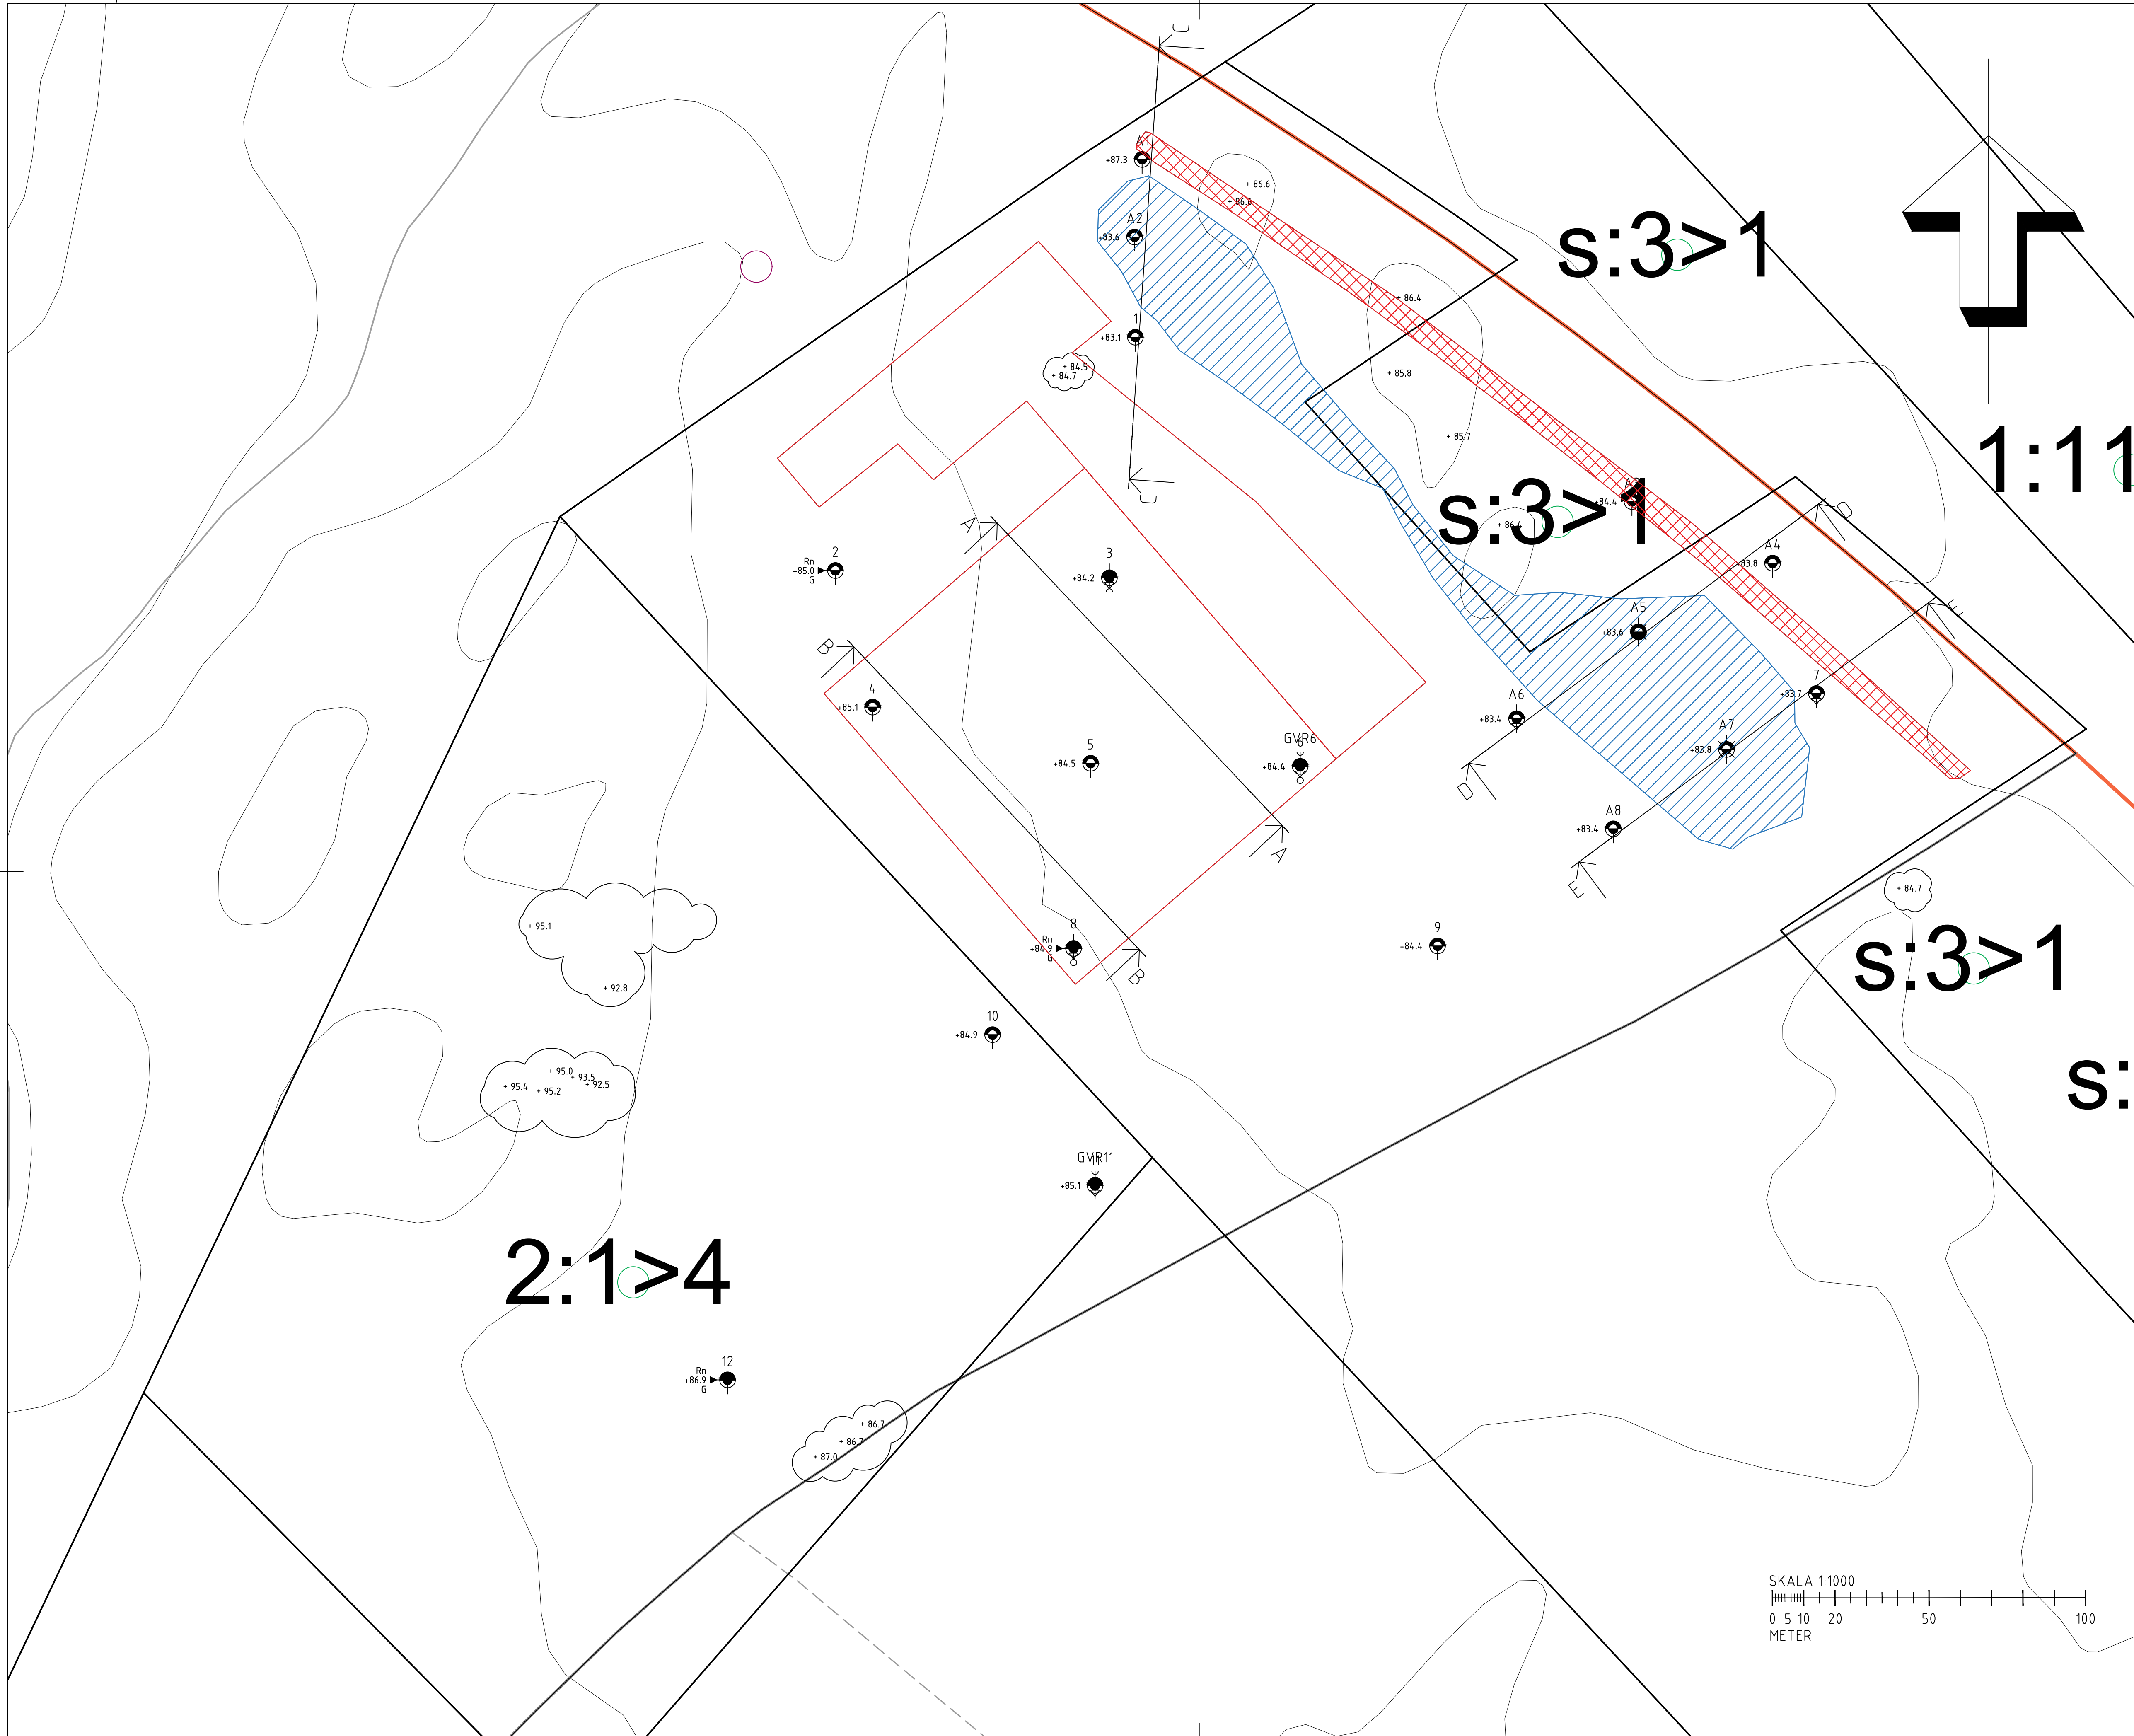 C
A1
+87.3
+ 86.6
+ 86.6
A2
+83.6
s:3>1
+ 86.4
1
+83.1
+ 84.5
+ 84.7
+ 85.8
+ 85.7
1:11
C
s:3>1
+84.4
+ 86.4
D
A
2
Rn
+85.0
G
3
+84.2
A4
+83.8
A5
+83.6
E
B
4
+85.1
A6
+83.4
7
+83.7
5
+84.5
GVR6
+84.4
A7
+83.8
D
A8
+83.4
A
E
+ 84.7
+ 95.1
8
Rn
+84.9
G
9
+84.4
B
s:3>1
+ 92.8
10
+84.9
+ 95.0
+ 93.5
+ 92.5
+ 95.4
+ 95.2
s:
GVR11
+85.1
2:1>4
12
Rn
+86.9
G
+ 86.7
+ 86.7
+ 87.0
SKALA 1:1000
0 5 10 20 50 100
METER